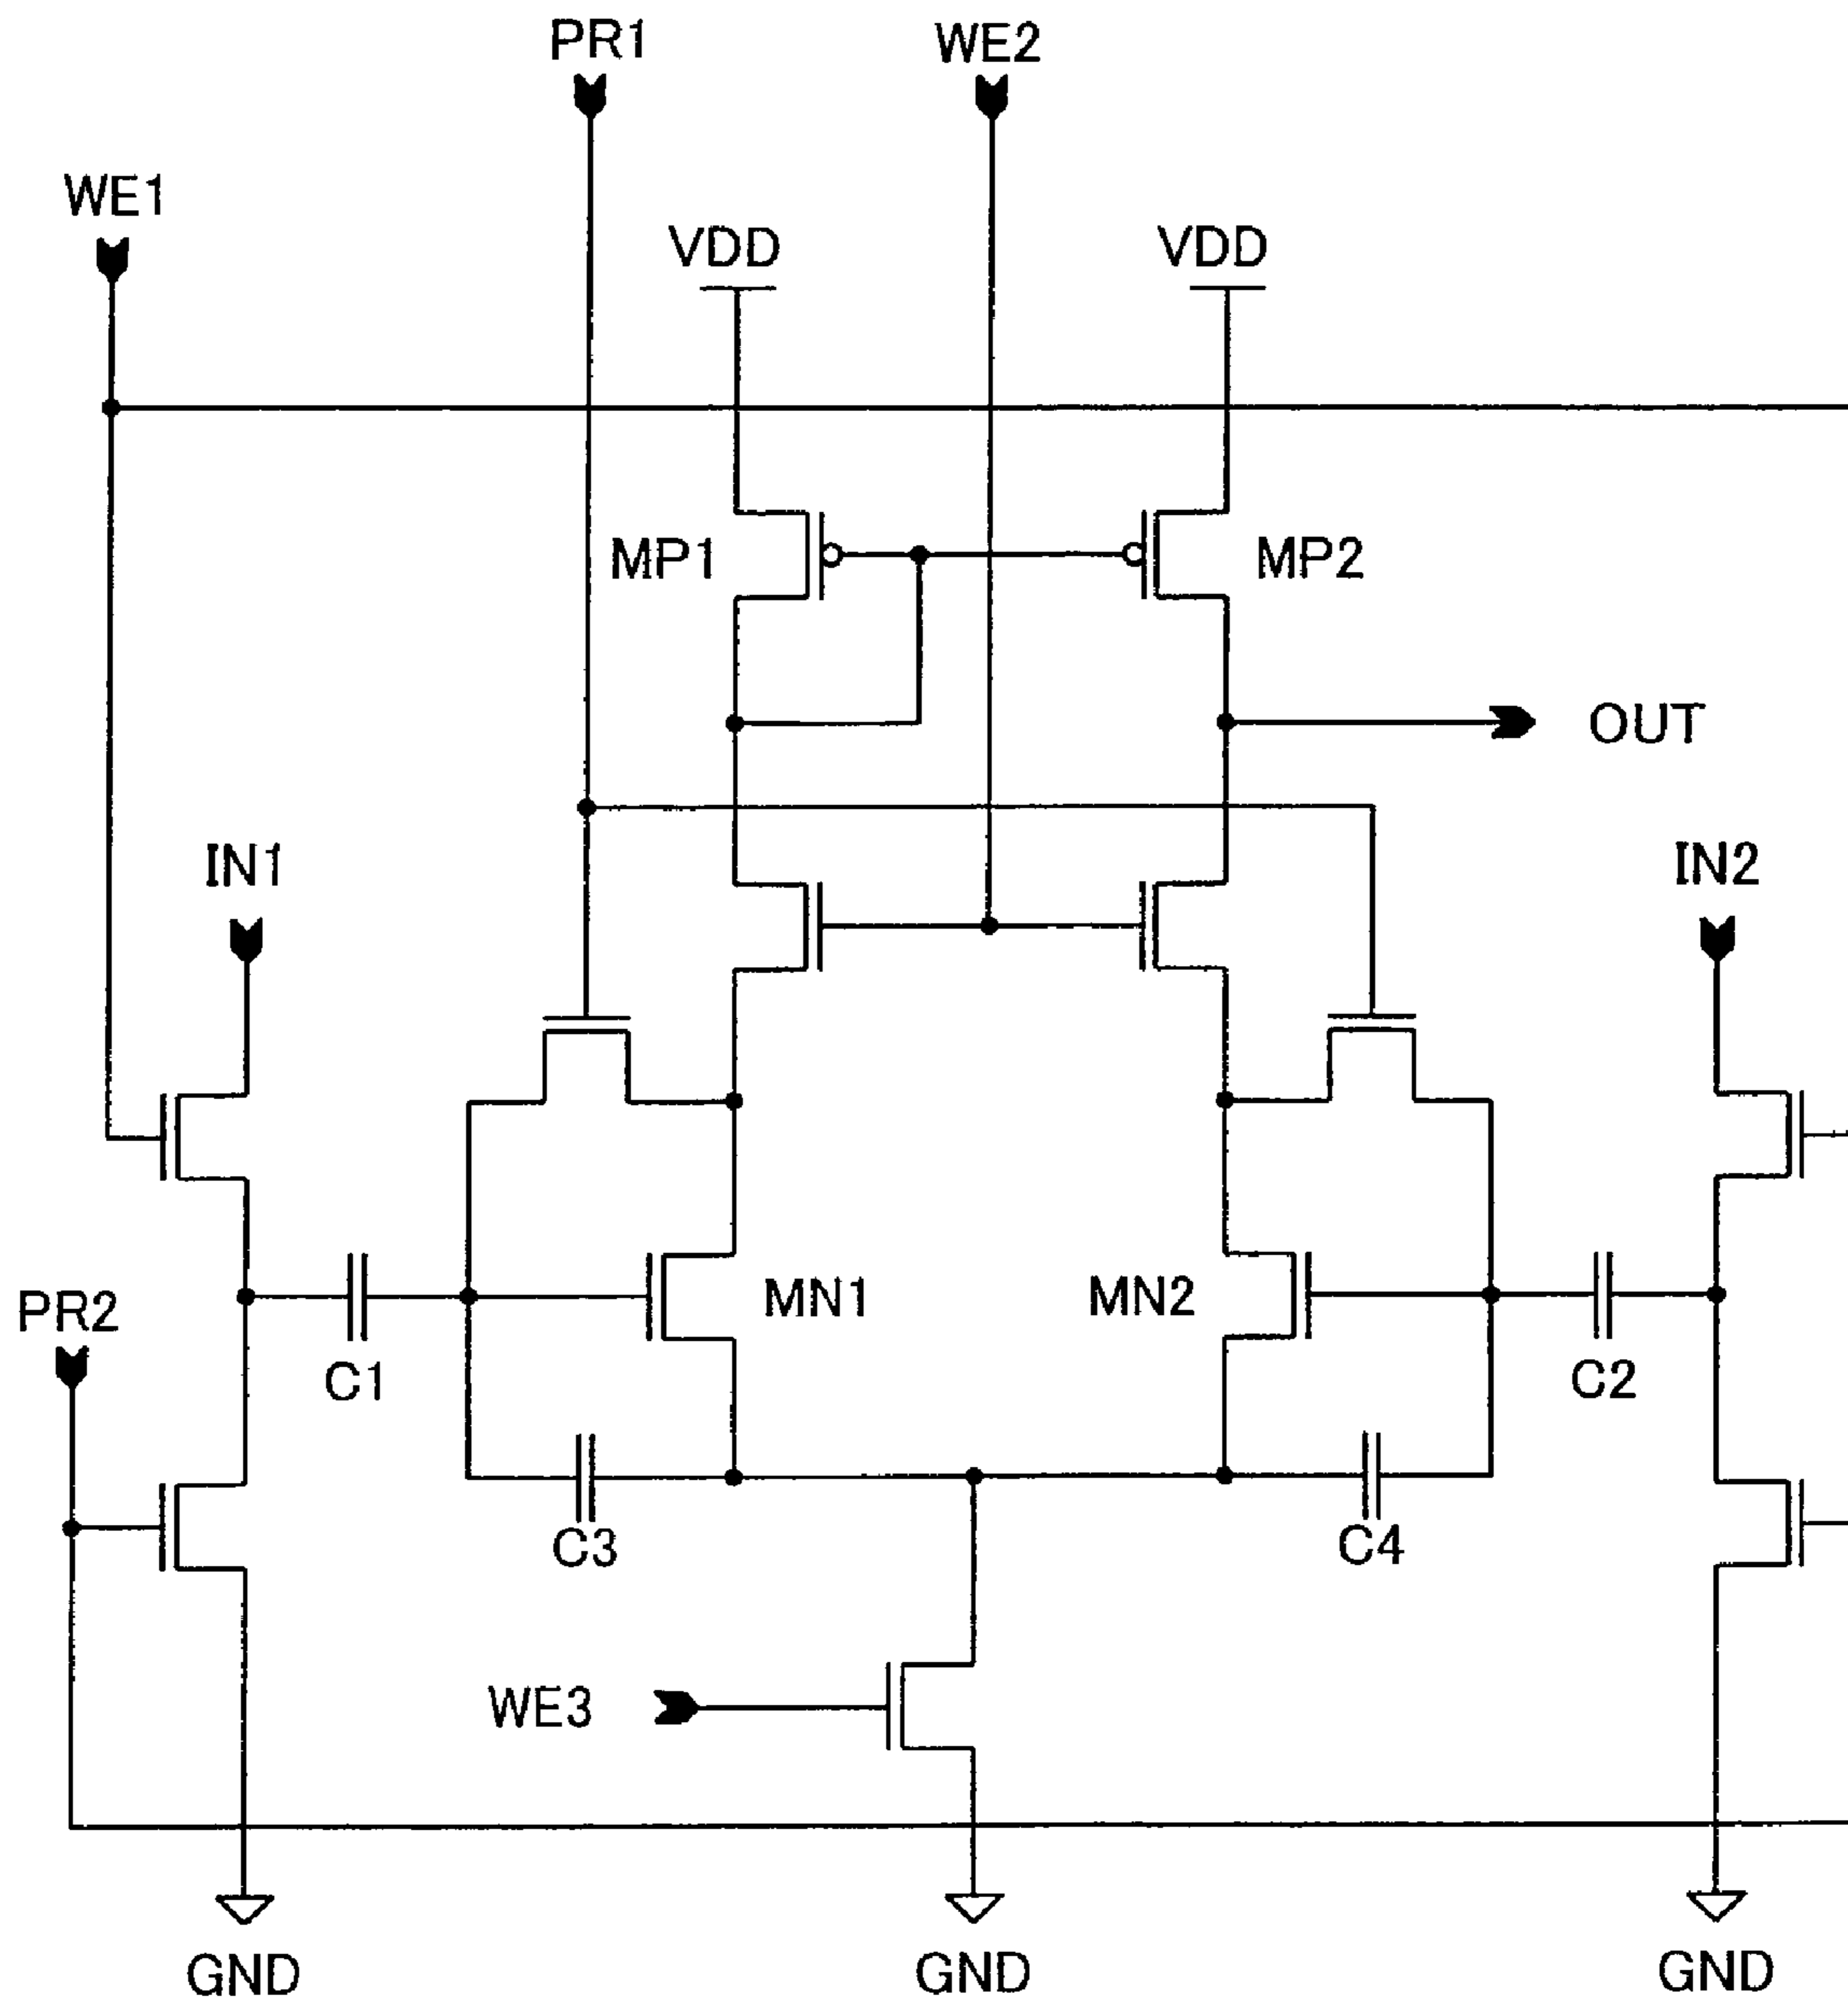 PR1
WE2
WE1
VDD
VDD
MP1
MP2
OUT
IN1
IN2
PR2
MN1
MN2
C1
C2
C3
C4
WE3
GND
GND
GND